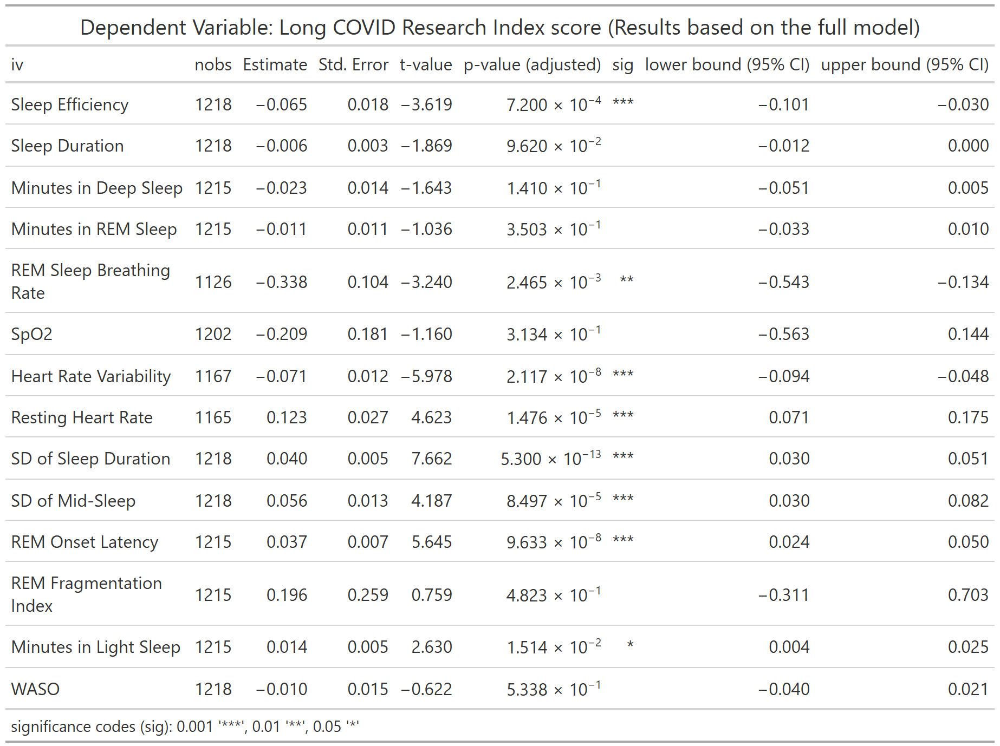 Dependent Variable: Long COVID Research Index score (Results based on the full model)
iv nobs Estimate Std. Error t-value p-value (adjusted) sig lower bound (95% CI) upper bound (95% CI)
Sleep Efficiency 1218 −0.065 0.018 −3.619 7.200 × 10⁻⁴ *** −0.101 −0.030
Sleep Duration 1218 −0.006 0.003 −1.869 9.620 × 10⁻² −0.012 0.000
Minutes in Deep Sleep 1215 −0.023 0.014 −1.643 1.410 × 10⁻¹ −0.051 0.005
Minutes in REM Sleep 1215 −0.011 0.011 −1.036 3.503 × 10⁻¹ −0.033 0.010
REM Sleep Breathing
Rate 1126 −0.338 0.104 −3.240 2.465 × 10⁻³ ** −0.543 −0.134
SpO2 1202 −0.209 0.181 −1.160 3.134 × 10⁻¹ −0.563 0.144
Heart Rate Variability 1167 −0.071 0.012 −5.978 2.117 × 10⁻⁸ *** −0.094 −0.048
Resting Heart Rate 1165 0.123 0.027 4.623 1.476 × 10⁻⁵ *** 0.071 0.175
SD of Sleep Duration 1218 0.040 0.005 7.662 5.300 × 10⁻¹³ *** 0.030 0.051
SD of Mid-Sleep 1218 0.056 0.013 4.187 8.497 × 10⁻⁵ *** 0.030 0.082
REM Onset Latency 1215 0.037 0.007 5.645 9.633 × 10⁻⁸ *** 0.024 0.050
REM Fragmentation
Index 1215 0.196 0.259 0.759 4.823 × 10⁻¹ −0.311 0.703
Minutes in Light Sleep 1215 0.014 0.005 2.630 1.514 × 10⁻² * 0.004 0.025
WASO 1218 −0.010 0.015 −0.622 5.338 × 10⁻¹ −0.040 0.021
significance codes (sig): 0.001 '***', 0.01 '**', 0.05 '*'